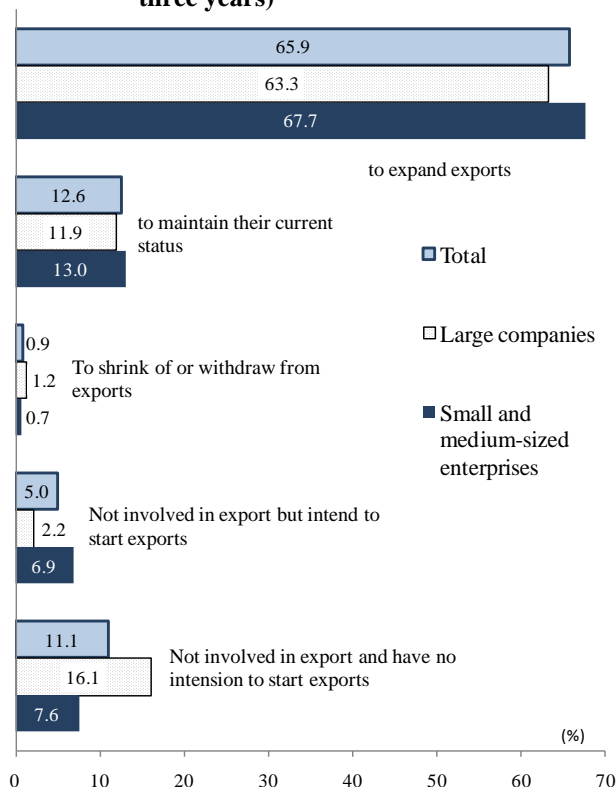 three years)
65.9
63.3
67.7
to expand exports
12.6
11.9
13.0
to maintain their current
status
Total
Large companies
Small and
medium-sized
enterprises
0.9
1.2
0.7
To shrink of or withdraw from
exports
5.0
2.2
6.9
Not involved in export but intend to
start exports
11.1
16.1
7.6
Not involved in export and have no
intension to start exports
(%)
0 10 20 30 40 50 60 70